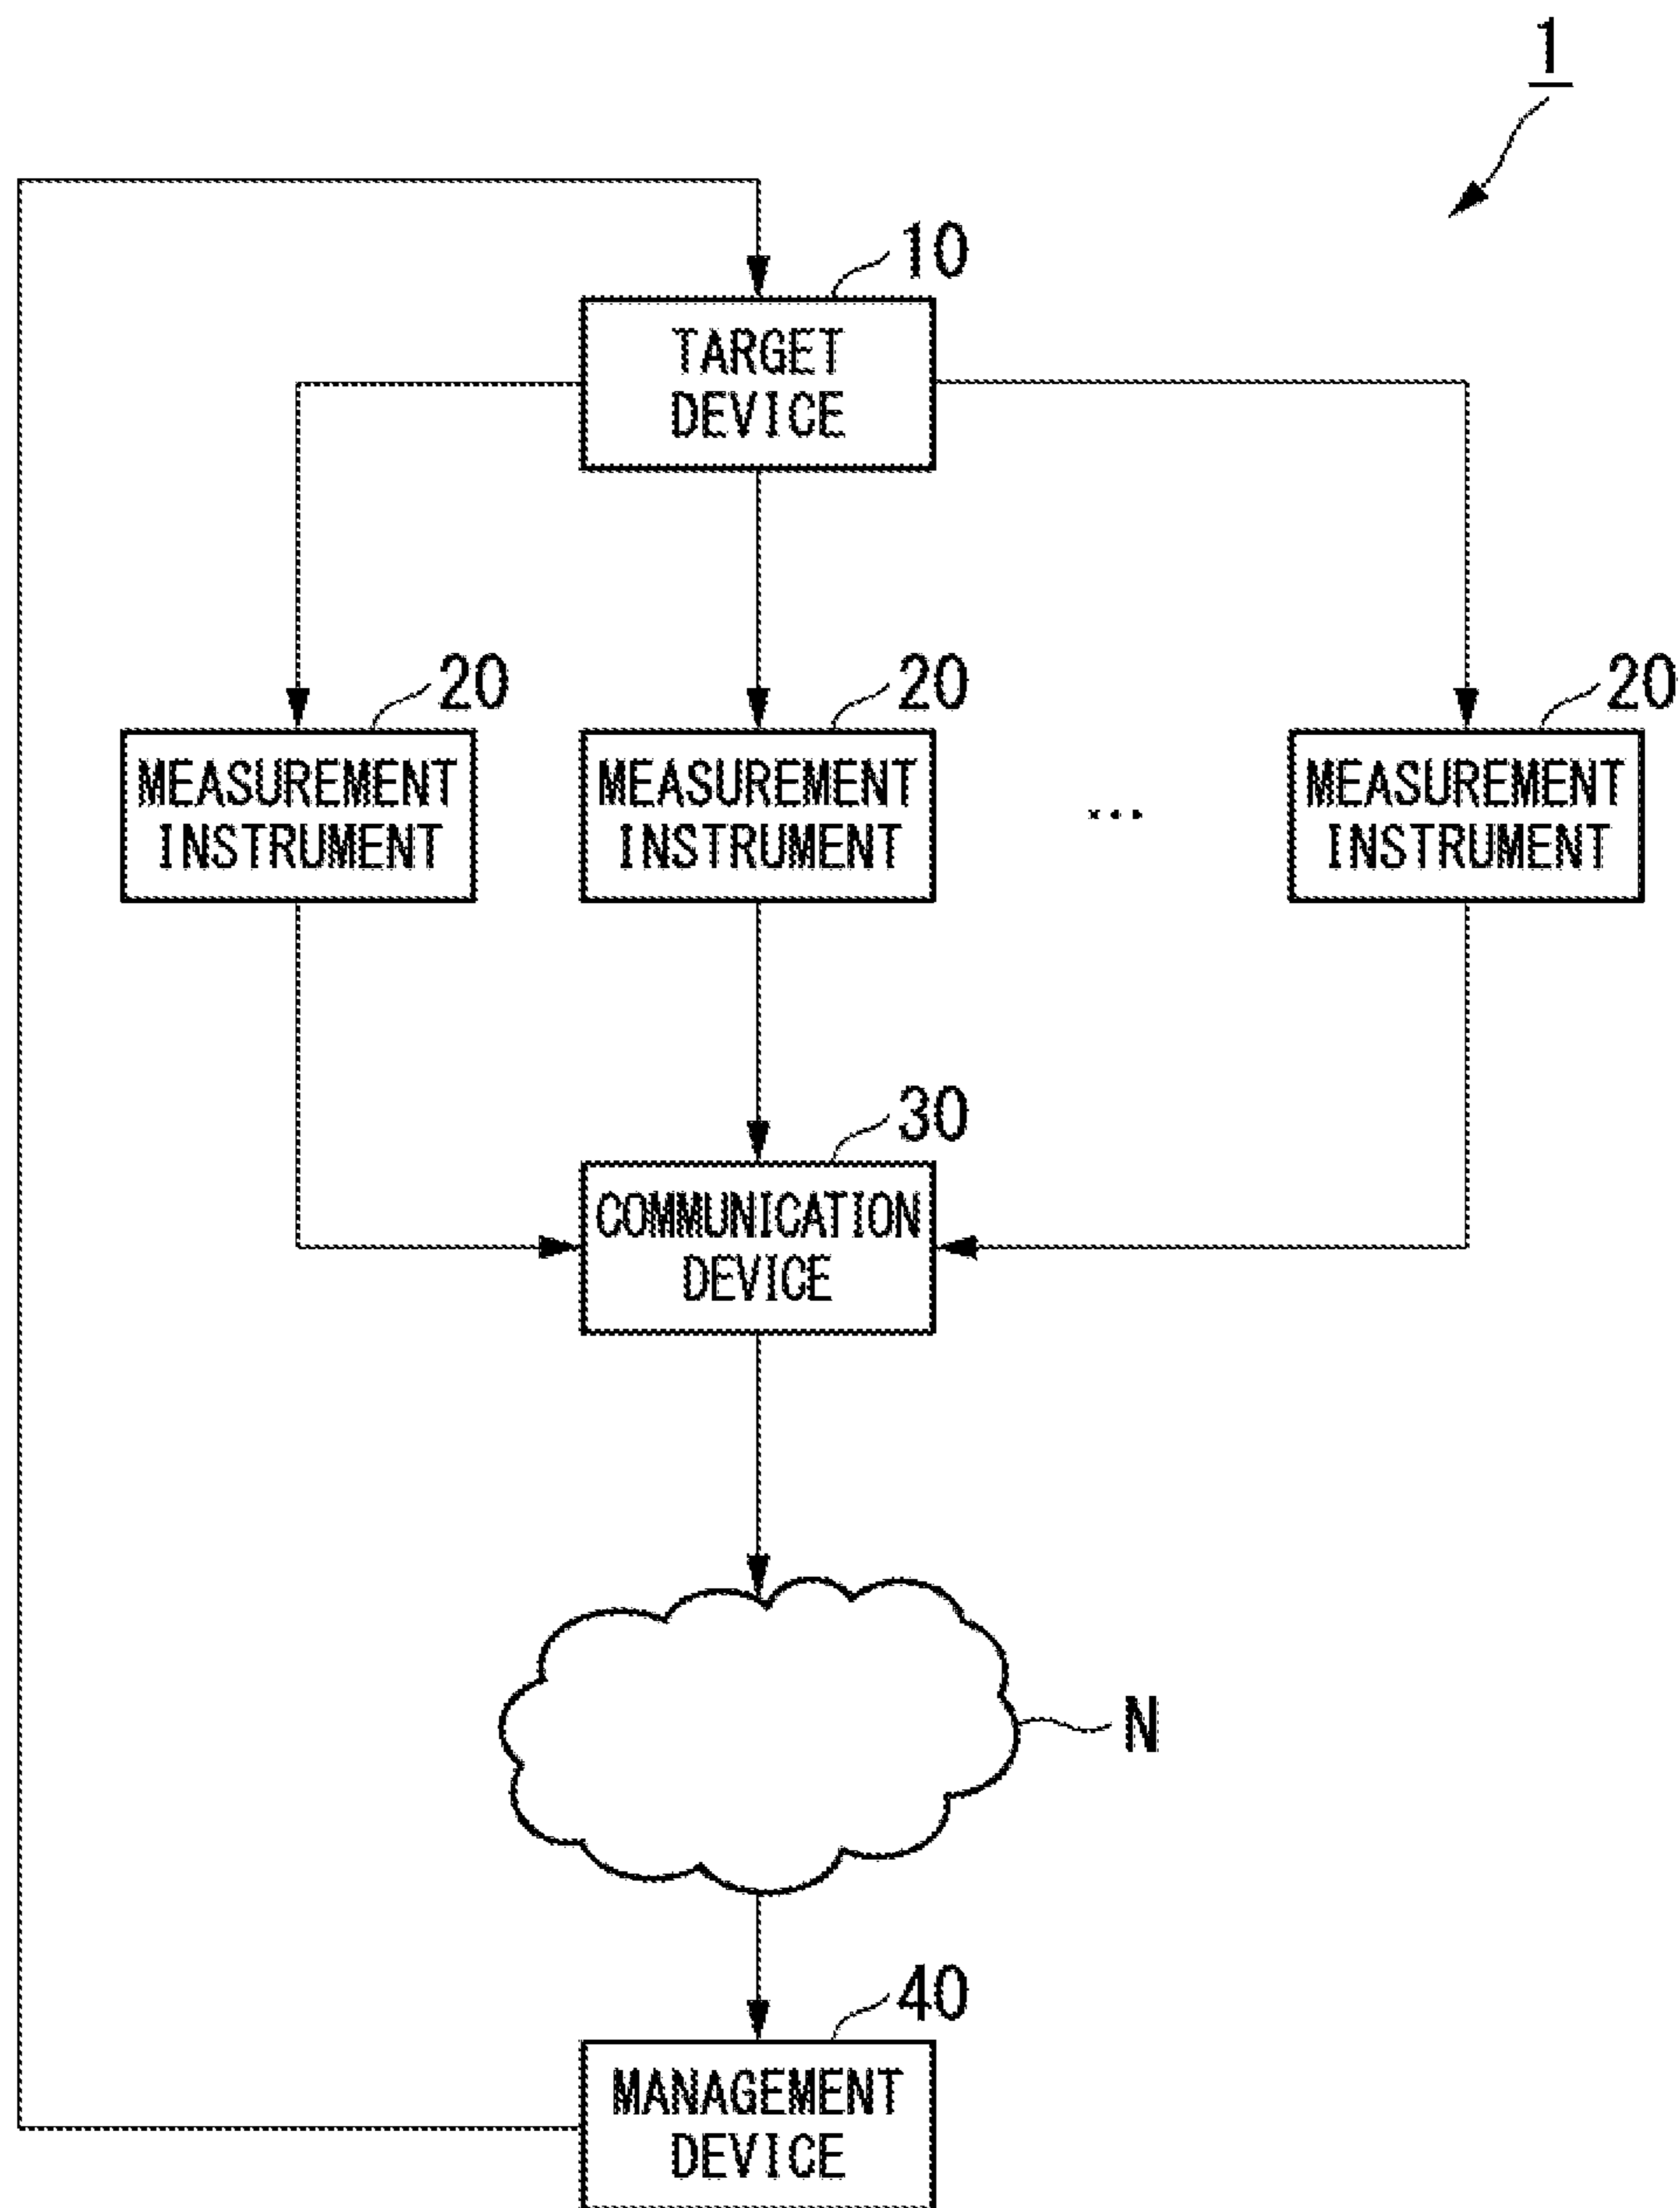 1
10
TARGET
DEVICE
20
20
20
MEASUREMENT
INSTRUMENT
MEASUREMENT
INSTRUMENT
...
MEASUREMENT
INSTRUMENT
30
COMMUNICATION
DEVICE
N
40
MANAGEMENT
DEVICE